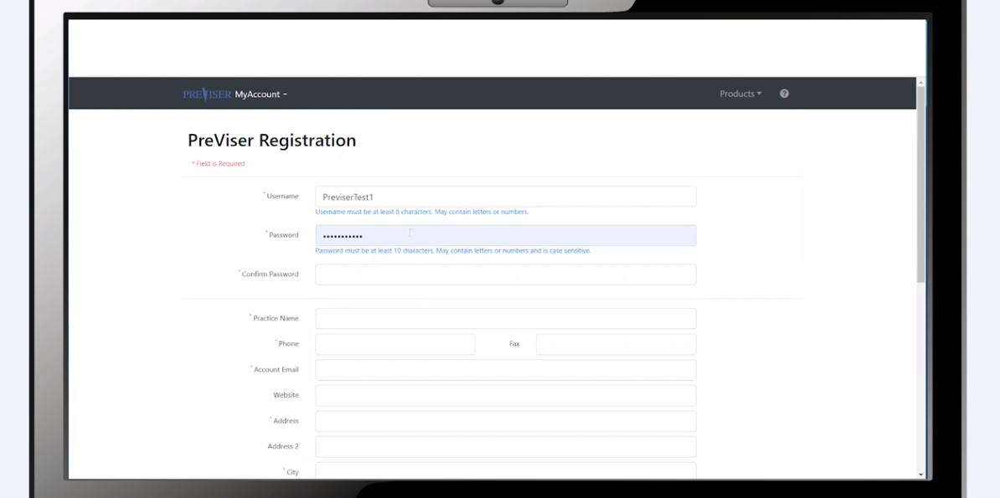 PREVISER MyAccount -
Products
?
PreViser Registration
* Field is Required
* Username
PreviserTest1
Username must be at least 8 characters. May contain letters or numbers.
* Password
•••••••••••
Password must be at least 10 characters. May contain letters or numbers and is case sensitive.
* Confirm Password
* Practice Name
* Phone
Fax
* Account Email
Website
* Address
Address 2
* City